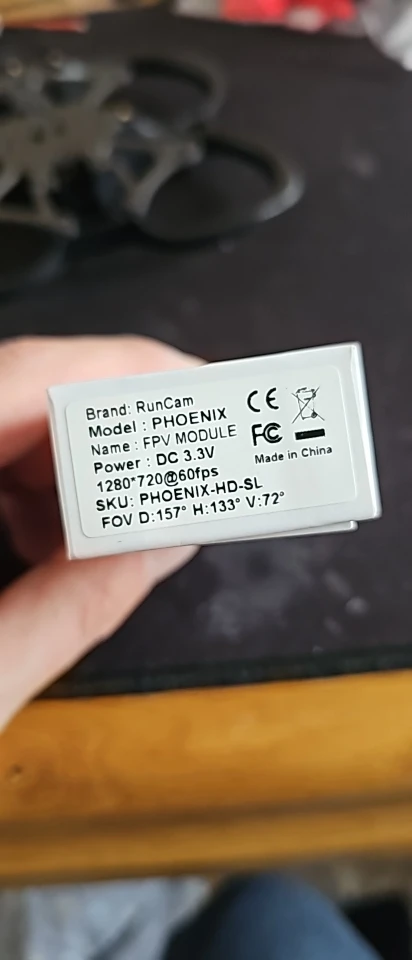 Brand: RunCam
Model : PHOENIX
Name : FPV MODULE
Power : DC 3.3V
1280*720@60fps
SKU: PHOENIX-HD-SL
FOV D:157° H:133° V:72°
CE
FC
Made in China